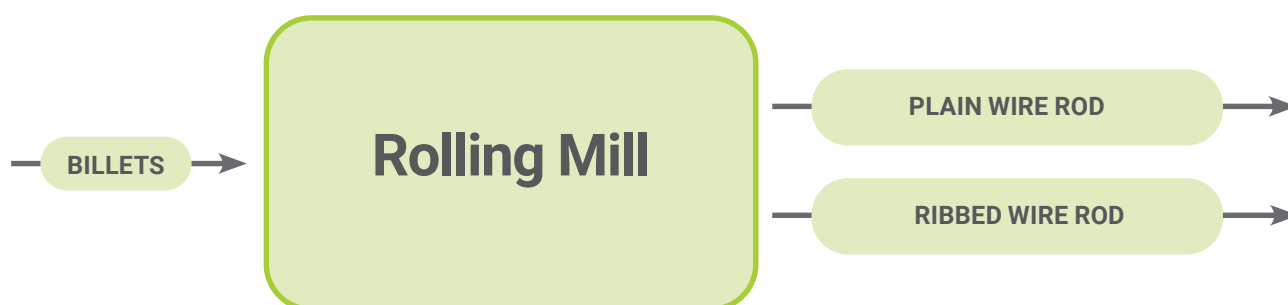 BILLETS
Rolling Mill
PLAIN WIRE ROD
RIBBED WIRE ROD